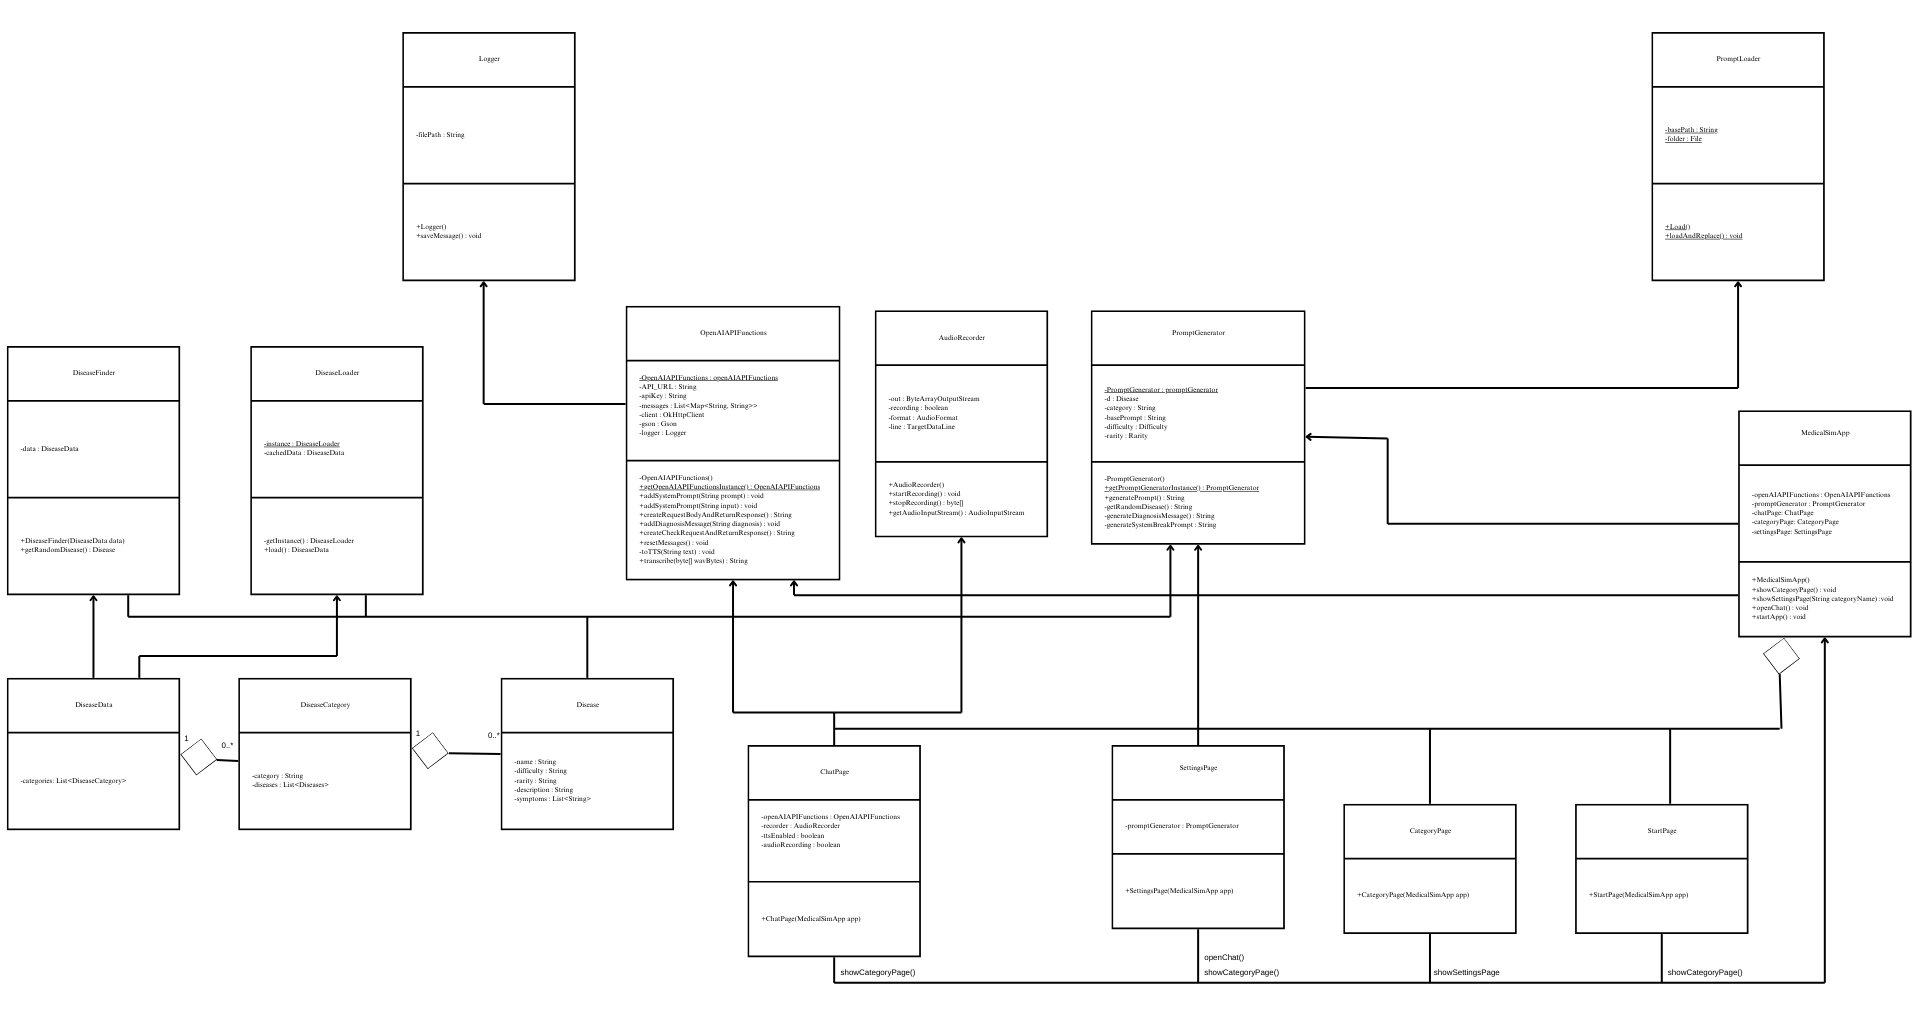 Logger
-filePath : String
+Logger()
+saveMessage() : void
PromptLoader
-basePath : String
-folder : File
+Load()
+loadAndReplace() : void
OpenAIAPIFunctions
-OpenAIAPIFunctions : openAIAPIFunctions
-API_URL : String
-apiKey : String
-messages : List<Map<String, String>>
-client : OkHttpClient
-gson : Gson
-logger : Logger
-OpenAIAPIFunctions()
+getOpenAIAPIFunctionsInstance() : OpenAIAPIFunctions
+addSystemPrompt(String prompt) : void
+addSystemPrompt(String input) : void
+createRequestBodyAndReturnResponse() : String
+addDiagnosisMessage(String diagnosis) : void
+createCheckRequestAndReturnResponse() : String
+resetMessages() : void
-toTTS(String text) : void
+transcribe(byte[] wavBytes) : String
AudioRecorder
-out : ByteArrayOutputStream
-recording : boolean
-format : AudioFormat
-line : TargetDataLine
+AudioRecorder()
+startRecording() : void
+stopRecording() : byte[]
+getAudioInputStream() : AudioInputStream
PromptGenerator
-PromptGenerator : promptGenerator
-d : Disease
-category : String
-basePrompt : String
-difficulty : Difficulty
-rarity : Rarity
-PromptGenerator()
+getPromptGeneratorInstance() : PromptGenerator
+generatePrompt() : String
-getRandomDisease() : String
-generateDiagnosisMessage() : String
-generateSystemBreakPrompt : String
DiseaseFinder
-data : DiseaseData
+DiseaseFinder(DiseaseData data)
+getRandomDisease() : Disease
DiseaseLoader
-instance : DiseaseLoader
-cachedData : DiseaseData
-getInstance() : DiseaseLoader
+load() : DiseaseData
MedicalSimApp
-openAIAPIFunctions : OpenAIAPIFunctions
-promptGenerator : PromptGenerator
-chatPage: ChatPage
-categoryPage: CategoryPage
-settingsPage: SettingsPage
+MedicalSimApp()
+showCategoryPage() : void
+showSettingsPage(String categoryName) :void
+openChat() : void
+startApp() : void
DiseaseData
-categories: List<DiseaseCategory>
1
0..*
DiseaseCategory
-category : String
-diseases : List<Diseases>
1
0..*
Disease
-name : String
-difficulty : String
-rarity : String
-description : String
-symptoms : List<String>
ChatPage
-openAIAPIFunctions : OpenAIAPIFunctions
-recorder : AudioRecorder
-ttsEnabled : boolean
-audioRecording : boolean
+ChatPage(MedicalSimApp app)
SettingsPage
-promptGenerator : PromptGenerator
+SettingsPage(MedicalSimApp app)
CategoryPage
+CategoryPage(MedicalSimApp app)
StartPage
+StartPage(MedicalSimApp app)
showCategoryPage()
openChat()
showCategoryPage()
showSettingsPage
showCategoryPage()